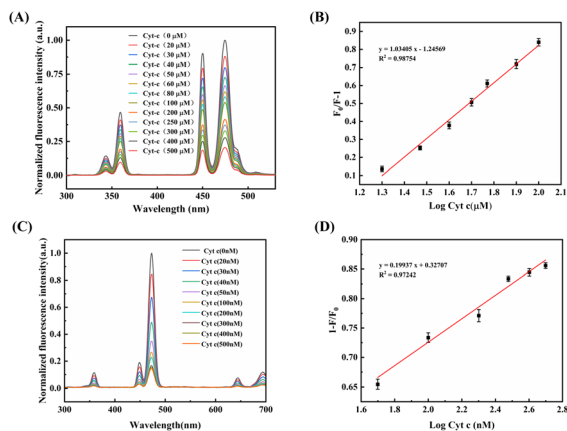 (A)
Normalized fluorescence intensity (a.u.)
1.00
0.75
0.50
0.25
0.00
Cyt-c (0 μM)
Cyt-c (20 μM)
Cyt-c (30 μM)
Cyt-c (40 μM)
Cyt-c (50 μM)
Cyt-c (60 μM)
Cyt-c (80 μM)
Cyt-c (100 μM)
Cyt-c (200 μM)
Cyt-c (250 μM)
Cyt-c (300 μM)
Cyt-c (400 μM)
Cyt-c (500 μM)
300 350 400 450 500
Wavelength (nm)
(B)
F0/F-1
0.9
0.8
0.7
0.6
0.5
0.4
0.3
0.2
0.1
y = 1.03405 x - 1.24569
R² = 0.98754
1.2 1.3 1.4 1.5 1.6 1.7 1.8 1.9 2.0 2.1
Log Cyt c(μM)
(C)
Normalized fluorescence intensity(a.u.)
1.2
1.0
0.8
0.6
0.4
0.2
0.0
Cyt c(0nM)
Cyt c(20nM)
Cyt c(30nM)
Cyt c(40nM)
Cyt c(50nM)
Cyt c(100nM)
Cyt c(200nM)
Cyt c(300nM)
Cyt c(400nM)
Cyt c(500nM)
300 400 500 600 700
Wavelength(nm)
(D)
1-F/F0
0.90
0.85
0.80
0.75
0.70
0.65
y = 0.19937 x + 0.32707
R² = 0.97242
1.6 1.8 2.0 2.2 2.4 2.6 2.8
Log Cyt c (nM)